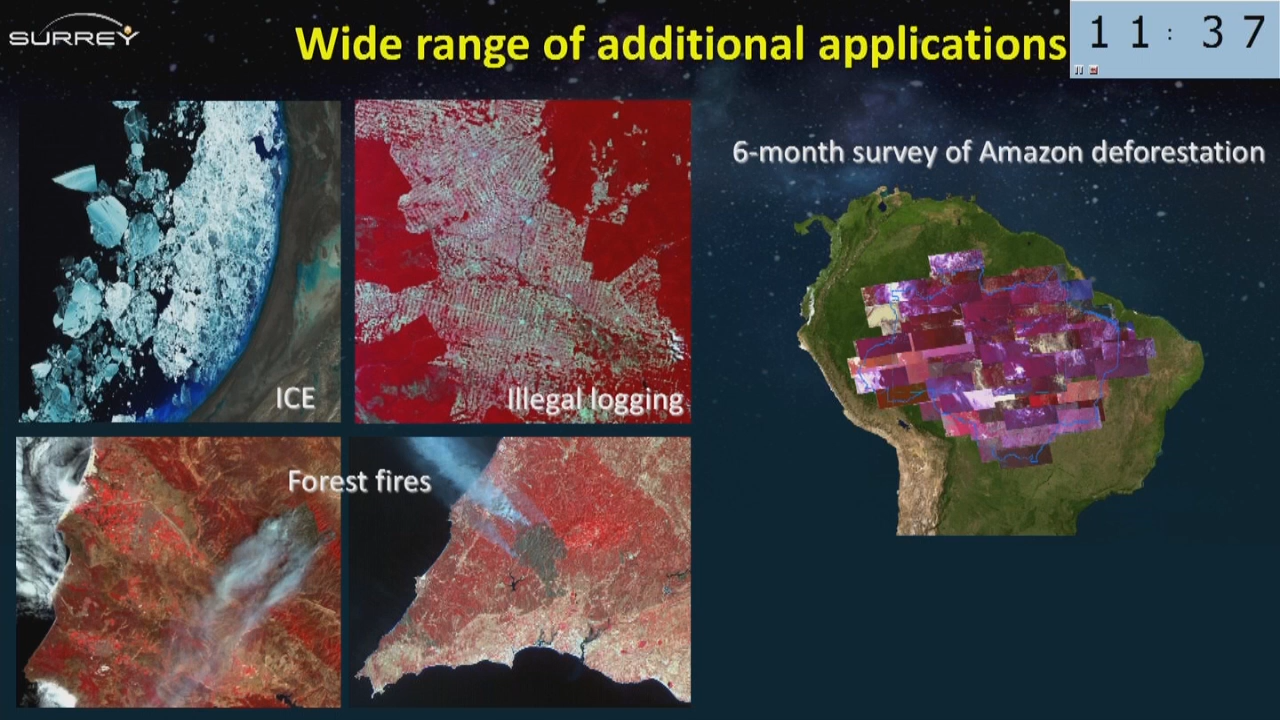 SURREY
Wide range of additional applications
11:37
6-month survey of Amazon deforestation
ICE
Illegal logging
Forest fires